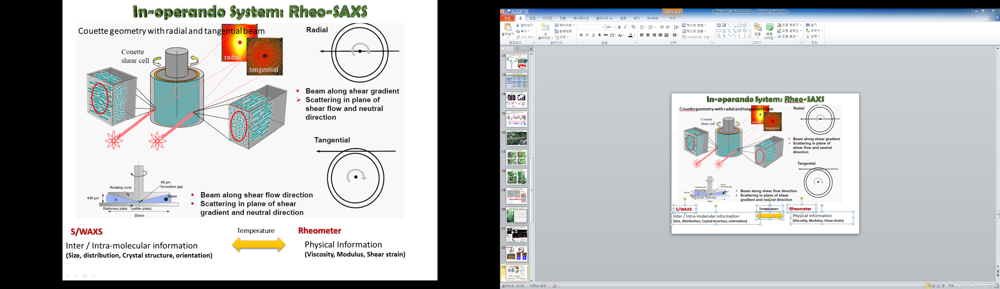 In-operando System: Rheo-SAXS
Couette geometry with radial and tangential beam
Couette
shear cell
radial
tangential
Radial
Beam along shear gradient
Scattering in plane of
shear flow and neutral
direction
Tangential
49 µm
truncation gap
Rotating cone
Beam
436 µm
θ
Stationary plate (peltier plate)
50mm
Beam along shear flow direction
Scattering in plane of shear
gradient and neutral direction
S/WAXS
Temperature
Rheometer
Inter / Intra-molecular information
(Size, distribution, Crystal structure, orientation)
Physical Information
(Viscosity, Modulus, Shear strain)
그리기 도구
Rheo-SAXS_9A(20160524) - Microsoft PowerPoint
파일 홈 삽입 디자인 전환 애니메이션 슬라이드 쇼 검토 보기 Acrobat 서식
붙여넣기
잘라내기
복사
서식 복사
클립보드
새
슬라이드
레이아웃
원래대로
구역
슬라이드
14
글꼴
텍스트 방향
텍스트 맞춤
SmartArt로 변환
단락
정렬
빠른
스타일
도형 채우기
도형 윤곽선
도형 효과
그리기
찾기
바꾸기
선택
편집
12
13
14
15
16
17
18
19
20
21
22
23
In-operando System: Rheo-SAXS
Couette geometry with radial and tangential beam
Couette
shear cell
radial
tangential
Radial
Beam along shear gradient
Scattering in plane of
shear flow and neutral
direction
Tangential
49 µm
truncation gap
Rotating cone
Beam
436 µm
θ
Stationary plate (peltier plate)
50mm
Beam along shear flow direction
Scattering in plane of shear
gradient and neutral direction
S/WAXS
Temperature
Rheometer
Inter / Intra-molecular information
(Size, distribution, Crystal structure, orientation)
Physical Information
(Viscosity, Modulus, Shear strain)
슬라이드 23/29 "Office 테마"
75%